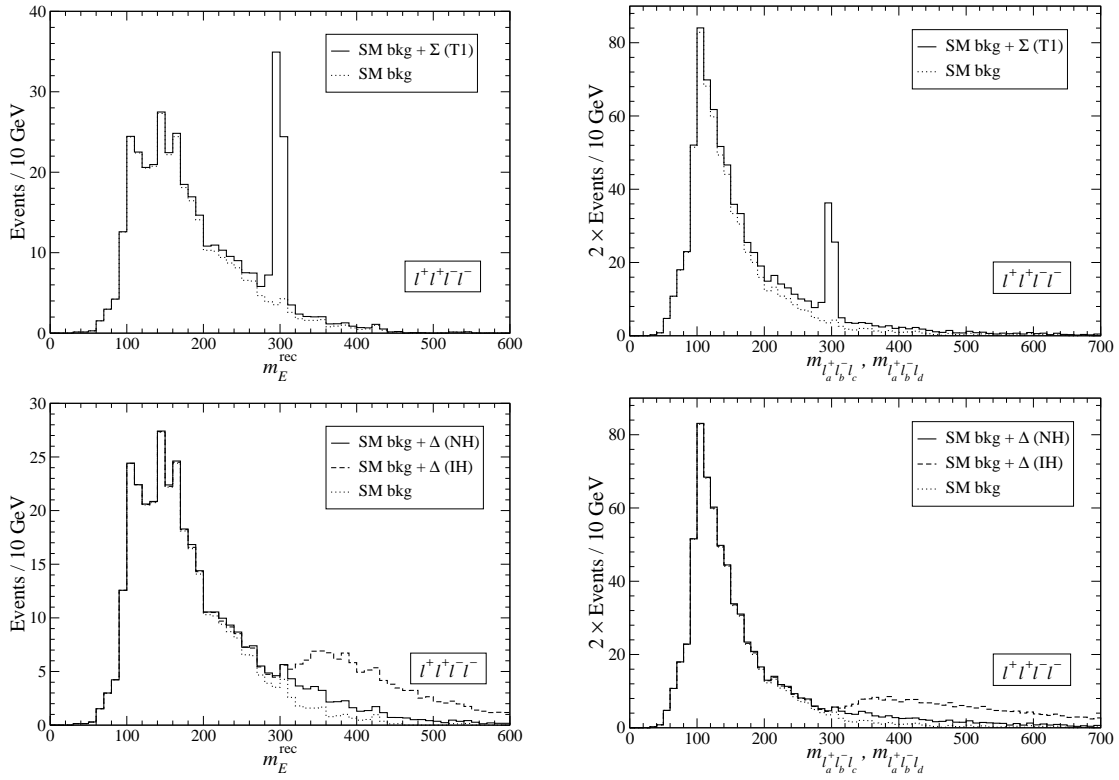 40
30
20
10
0
Events / 10 GeV
SM bkg + Σ (T1)
SM bkg
l⁺l⁺l⁻l⁻
0 100 200 300 400 500 600
m_E^rec
80
60
40
20
0
2 × Events / 10 GeV
SM bkg + Σ (T1)
SM bkg
l⁺l⁺l⁻l⁻
0 100 200 300 400 500 600 700
m_{l_a^+ l_b^- l_c}, m_{l_a^+ l_b^- l_d}
30
25
20
15
10
5
0
Events / 10 GeV
SM bkg + Δ (NH)
SM bkg + Δ (IH)
SM bkg
l⁺l⁺l⁻l⁻
0 100 200 300 400 500 600
m_E^rec
80
60
40
20
0
2 × Events / 10 GeV
SM bkg + Δ (NH)
SM bkg + Δ (IH)
SM bkg
l⁺l⁺l⁻l⁻
0 100 200 300 400 500 600 700
m_{l_a^+ l_b^- l_c}, m_{l_a^+ l_b^- l_d}